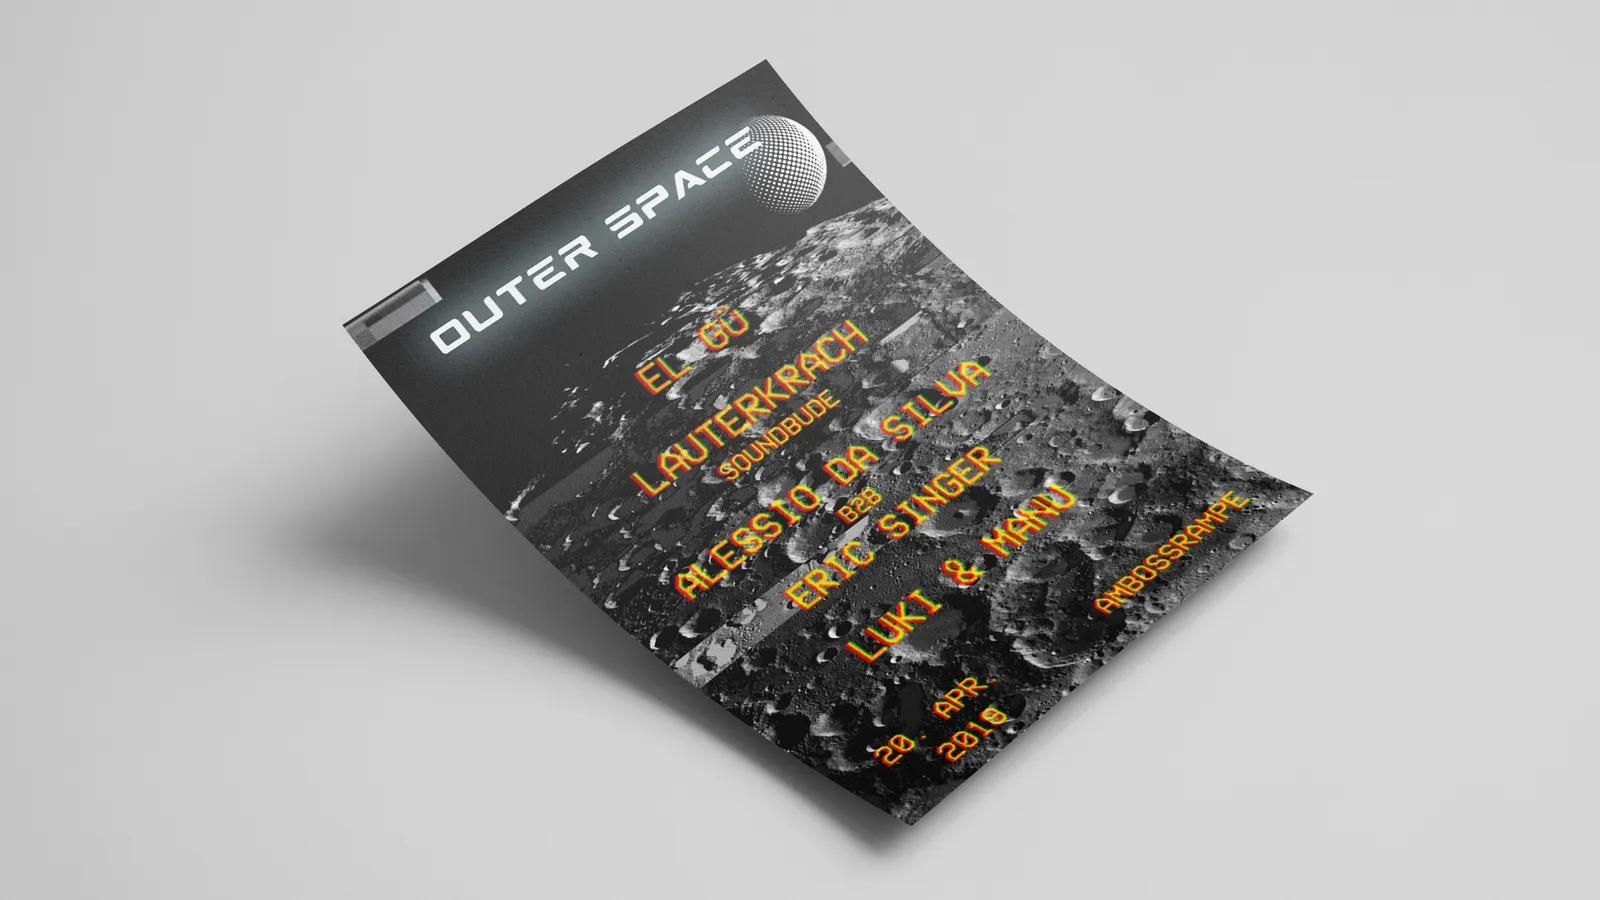 OUTER SPACE
EL GÜ
LAUTERKRACH
SOUNDBUDE
ALESSIO DA SILVA
B2B
ERIC SINGER
LUKI & MANU
20. APR.
2018
AMBOSSRAMPE